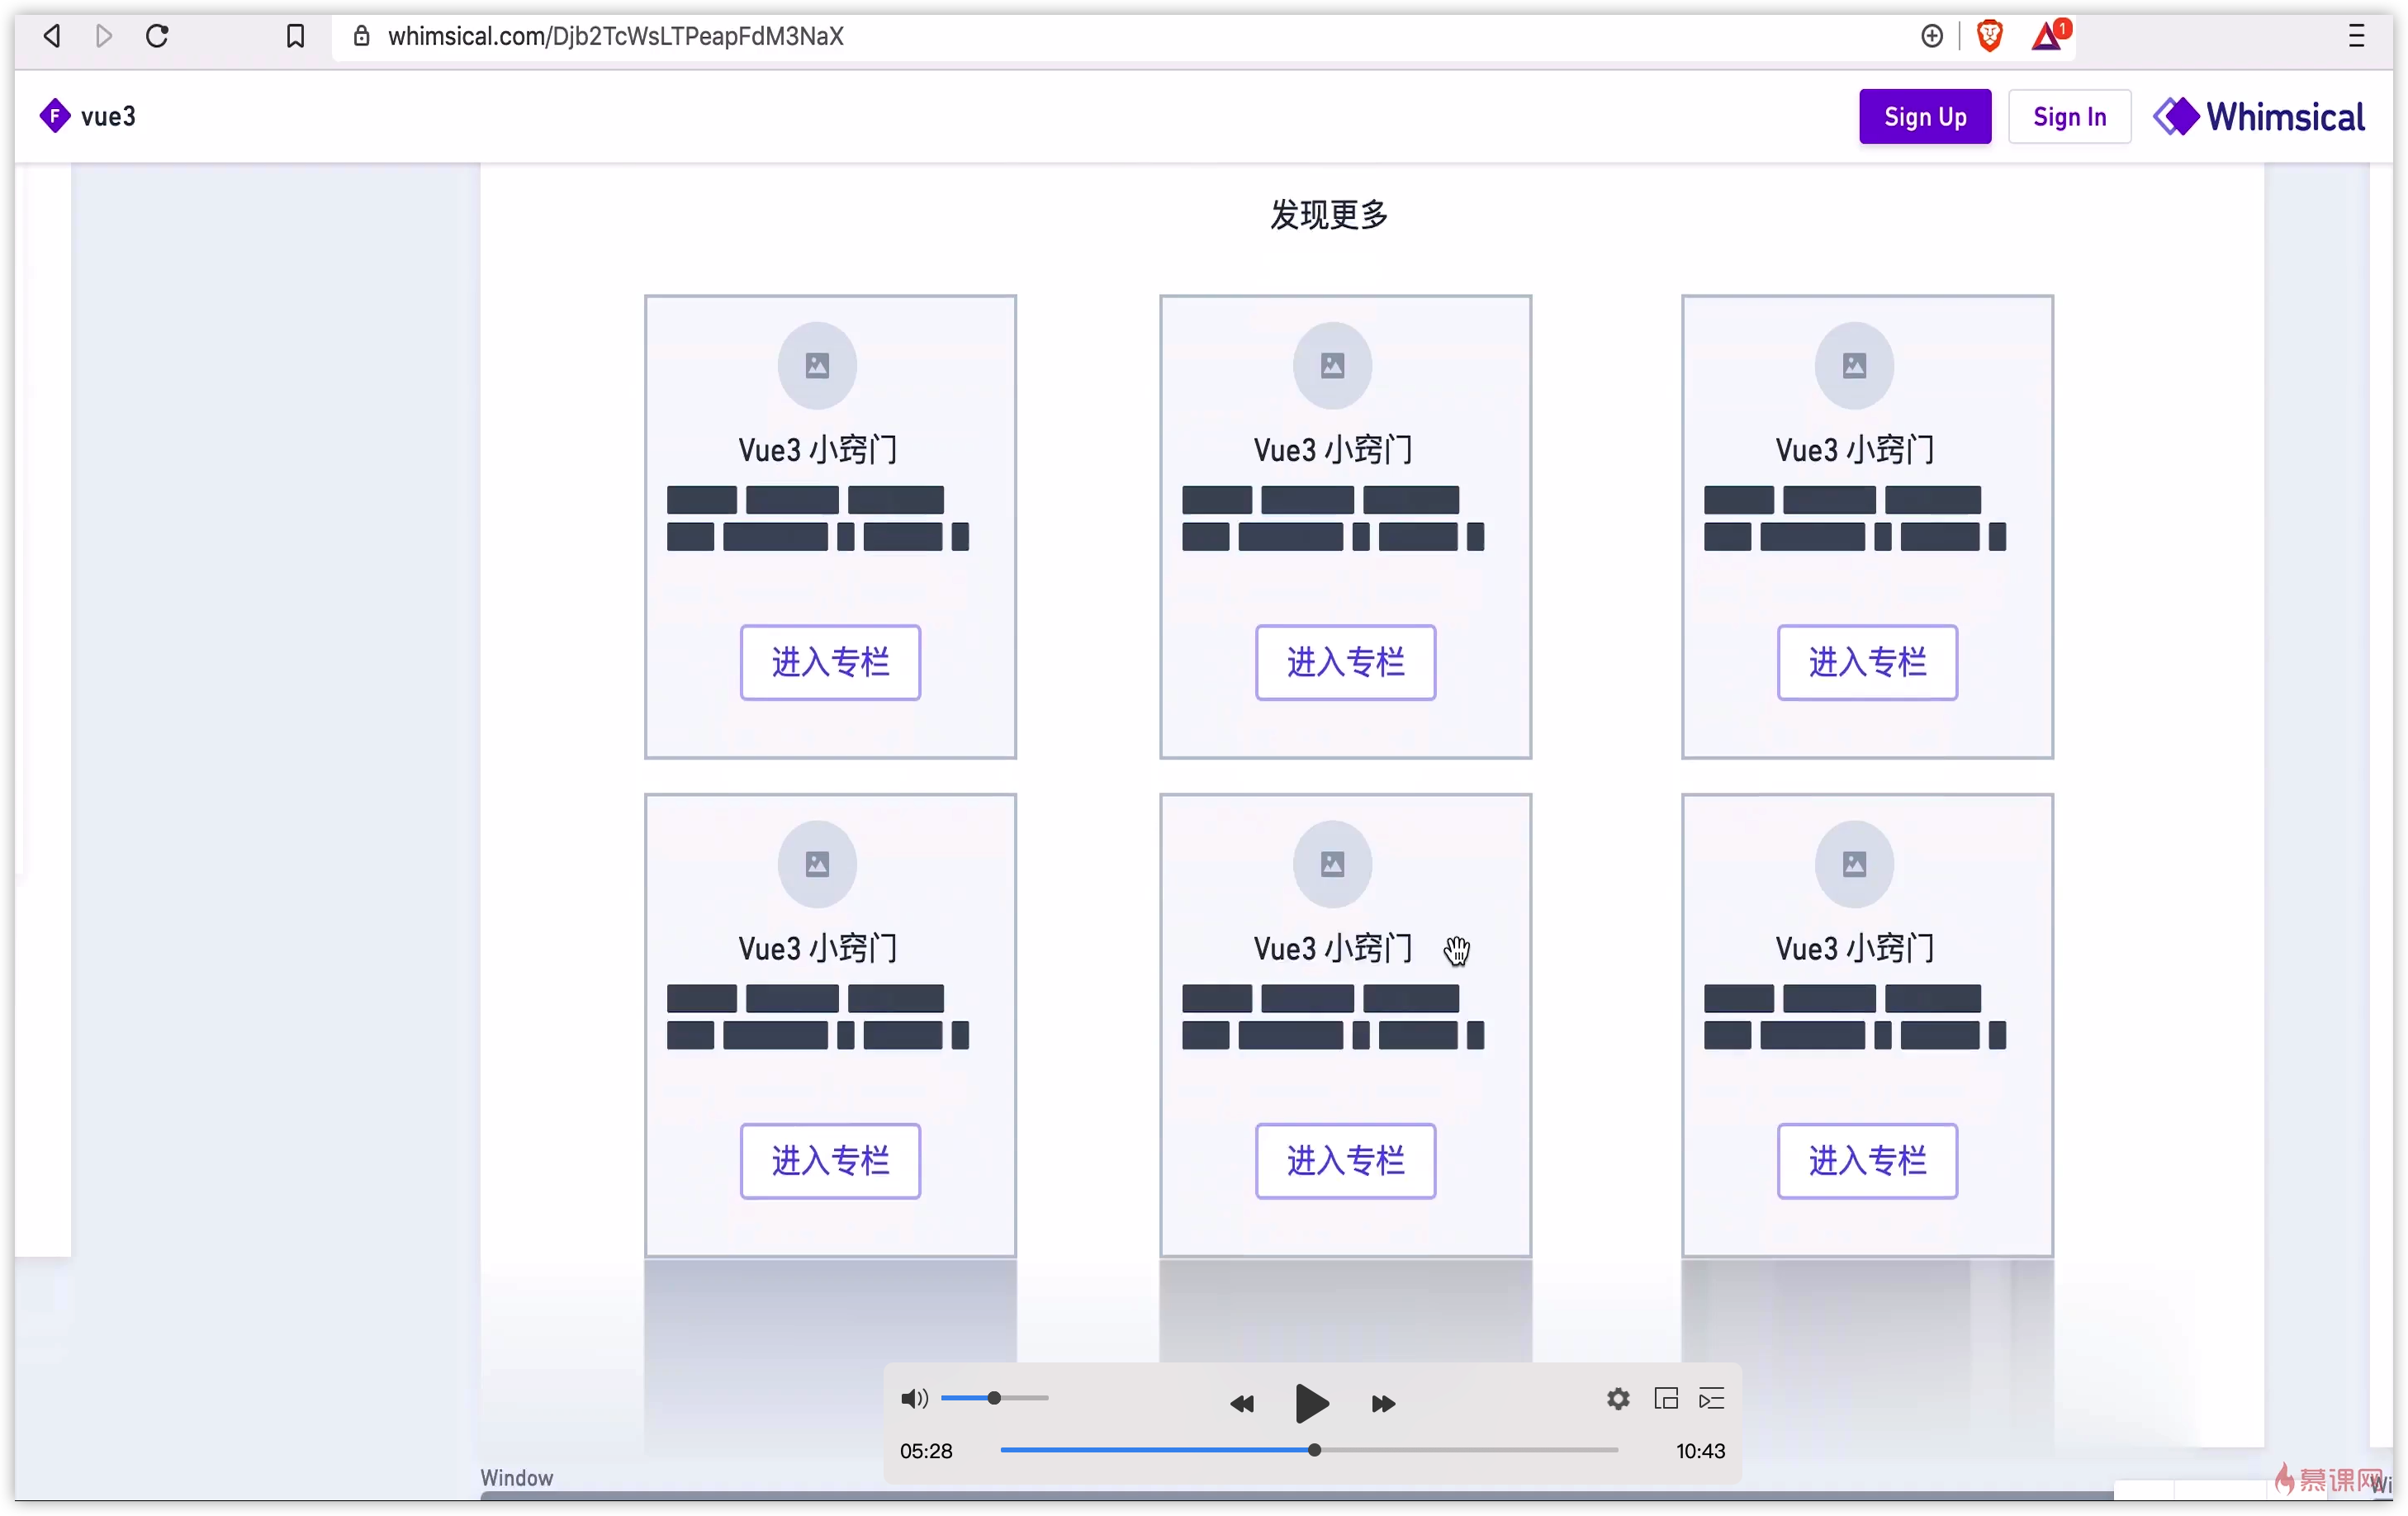 whimsical.com/Djb2TcWsLTPeapFdM3NaX
1
F vue3
Sign Up
Sign In
Whimsical
发现更多
Vue3 小窍门
Vue3 小窍门
Vue3 小窍门
进入专栏
进入专栏
进入专栏
Vue3 小窍门
Vue3 小窍门
Vue3 小窍门
进入专栏
进入专栏
进入专栏
05:28
10:43
Window
慕课网
Wi